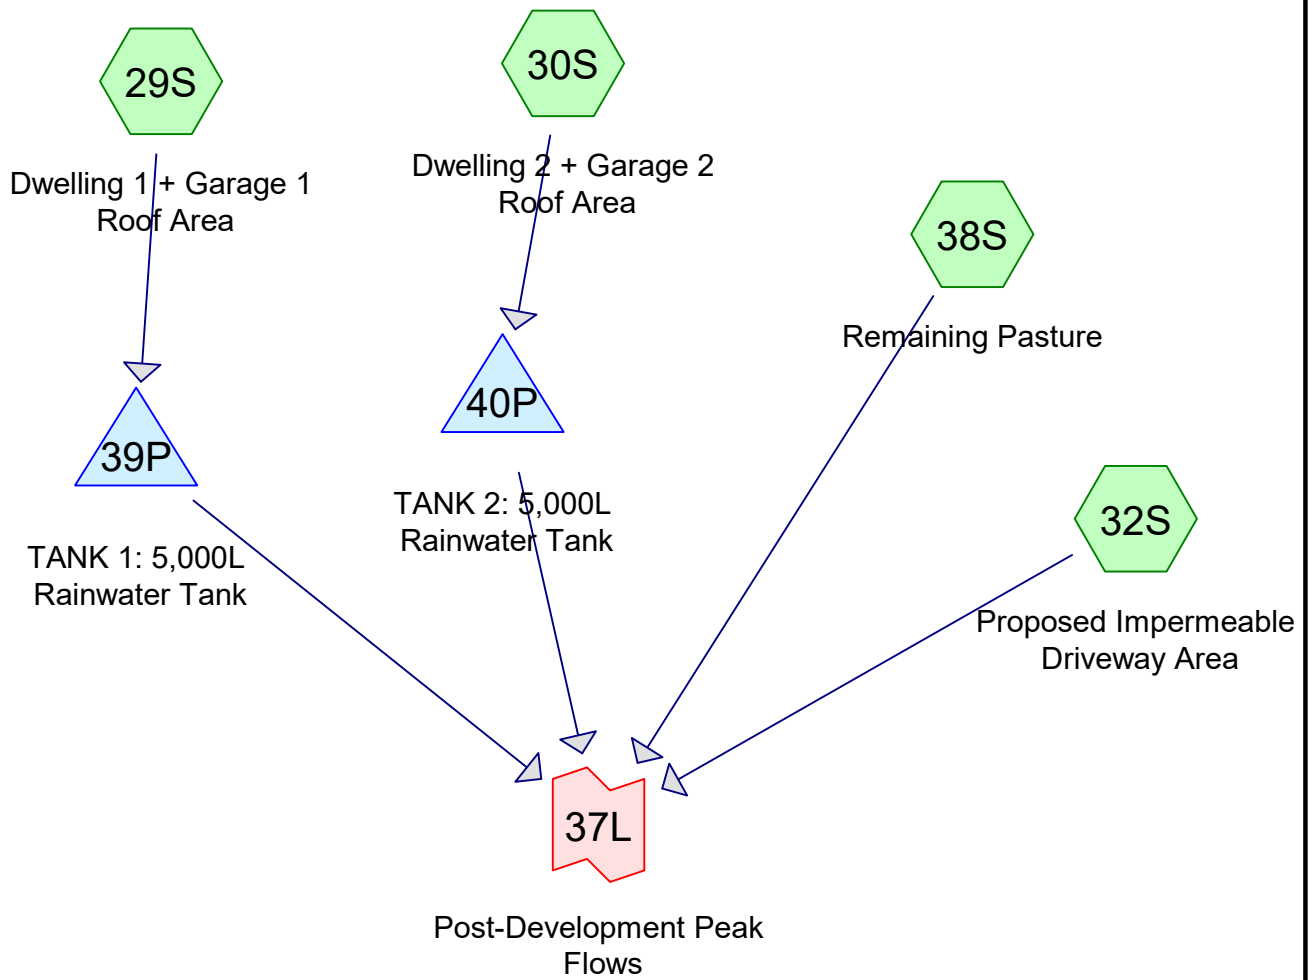 29S
Dwelling 1 + Garage 1
Roof Area
30S
Dwelling 2 + Garage 2
Roof Area
38S
Remaining Pasture
39P
TANK 1: 5,000L
Rainwater Tank
40P
TANK 2: 5,000L
Rainwater Tank
32S
Proposed Impermeable
Driveway Area
37L
Post-Development Peak
Flows